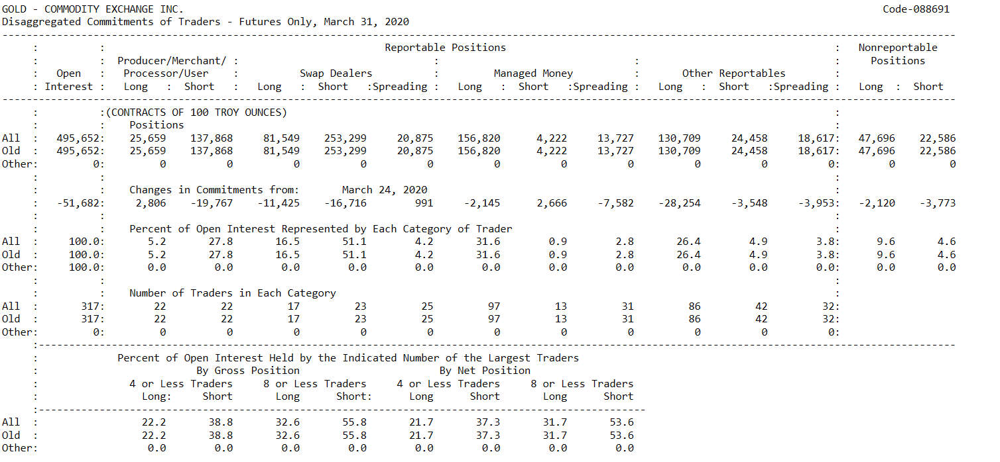 GOLD - COMMODITY EXCHANGE INC. Code-088691
Disaggregated Commitments of Traders - Futures Only, March 31, 2020
-----------------------------------------------------------------------------------------------------------------------------------------------------------
: : Reportable Positions : Nonreportable
: : Producer/Merchant/ : : : : Positions
: Open : Processor/User : Swap Dealers : Managed Money : Other Reportables :
: Interest : Long : Short : Long : Short :Spreading : Long : Short :Spreading : Long : Short :Spreading : Long : Short
-----------------------------------------------------------------------------------------------------------------------------------------------------------
: :(CONTRACTS OF 100 TROY OUNCES) :
: : Positions :
All : 495,652: 25,659 137,868 81,549 253,299 20,875 156,820 4,222 13,727 130,709 24,458 18,617: 47,696 22,586
Old : 495,652: 25,659 137,868 81,549 253,299 20,875 156,820 4,222 13,727 130,709 24,458 18,617: 47,696 22,586
Other: 0: 0 0 0 0 0 0 0 0 0 0 0: 0 0
: : :
: : Changes in Commitments from: March 24, 2020 :
: -51,682: 2,806 -19,767 -11,425 -16,716 991 -2,145 2,666 -7,582 -28,254 -3,548 -3,953: -2,120 -3,773
: : :
: : Percent of Open Interest Represented by Each Category of Trader :
All : 100.0: 5.2 27.8 16.5 51.1 4.2 31.6 0.9 2.8 26.4 4.9 3.8: 9.6 4.6
Old : 100.0: 5.2 27.8 16.5 51.1 4.2 31.6 0.9 2.8 26.4 4.9 3.8: 9.6 4.6
Other: 100.0: 0.0 0.0 0.0 0.0 0.0 0.0 0.0 0.0 0.0 0.0 0.0: 0.0 0.0
: : :
: : Number of Traders in Each Category :
All : 317: 22 22 17 23 25 97 13 31 86 42 32:
Old : 317: 22 22 17 23 25 97 13 31 86 42 32:
Other: 0: 0 0 0 0 0 0 0 0 0 0 0:
:------------------------------------------------------------------------------------------------------------------------------------------------------
: Percent of Open Interest Held by the Indicated Number of the Largest Traders
: By Gross Position By Net Position
: 4 or Less Traders 8 or Less Traders 4 or Less Traders 8 or Less Traders
: Long: Short Long Short: Long Short Long Short
:----------------------------------------------------------------------------------------------------
All : 22.2 38.8 32.6 55.8 21.7 37.3 31.7 53.6
Old : 22.2 38.8 32.6 55.8 21.7 37.3 31.7 53.6
Other: 0.0 0.0 0.0 0.0 0.0 0.0 0.0 0.0